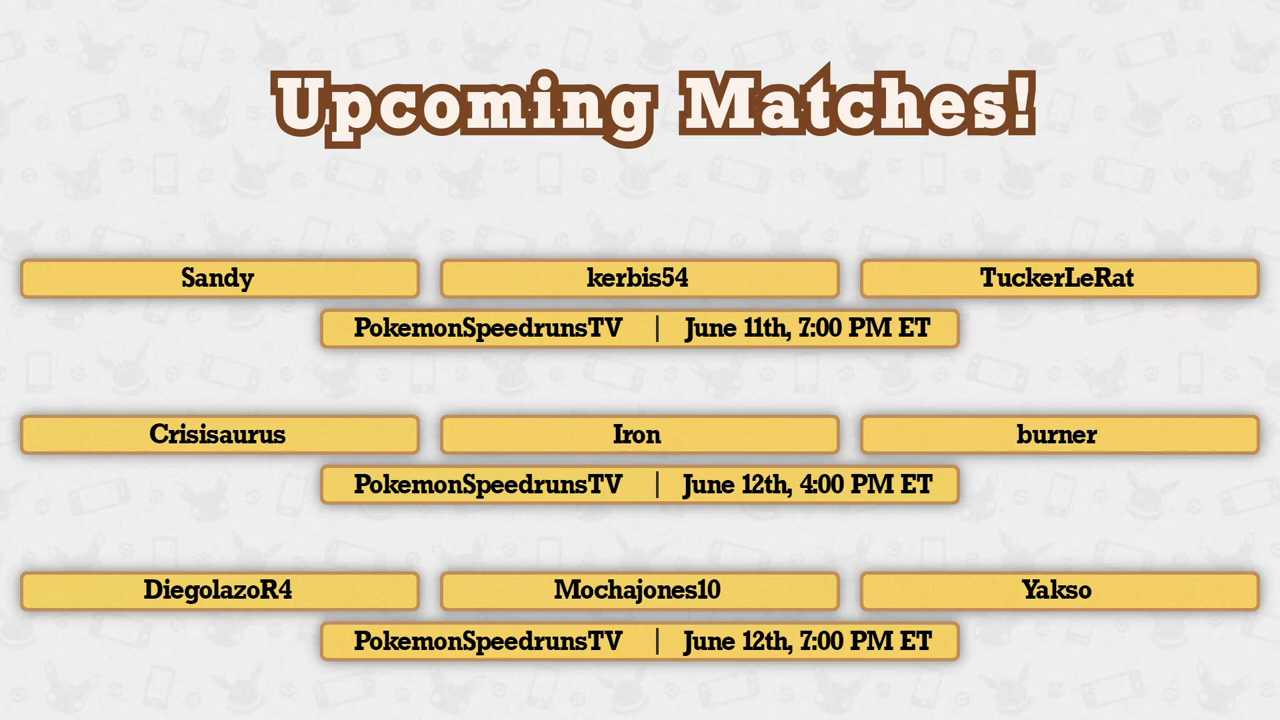 Upcoming Matches!
Sandy kerbis54 TuckerLeRat
PokemonSpeedrunsTV | June 11th, 7:00 PM ET
Crisisaurus Iron burner
PokemonSpeedrunsTV | June 12th, 4:00 PM ET
DiegolazoR4 Mochajones10 Yakso
PokemonSpeedrunsTV | June 12th, 7:00 PM ET